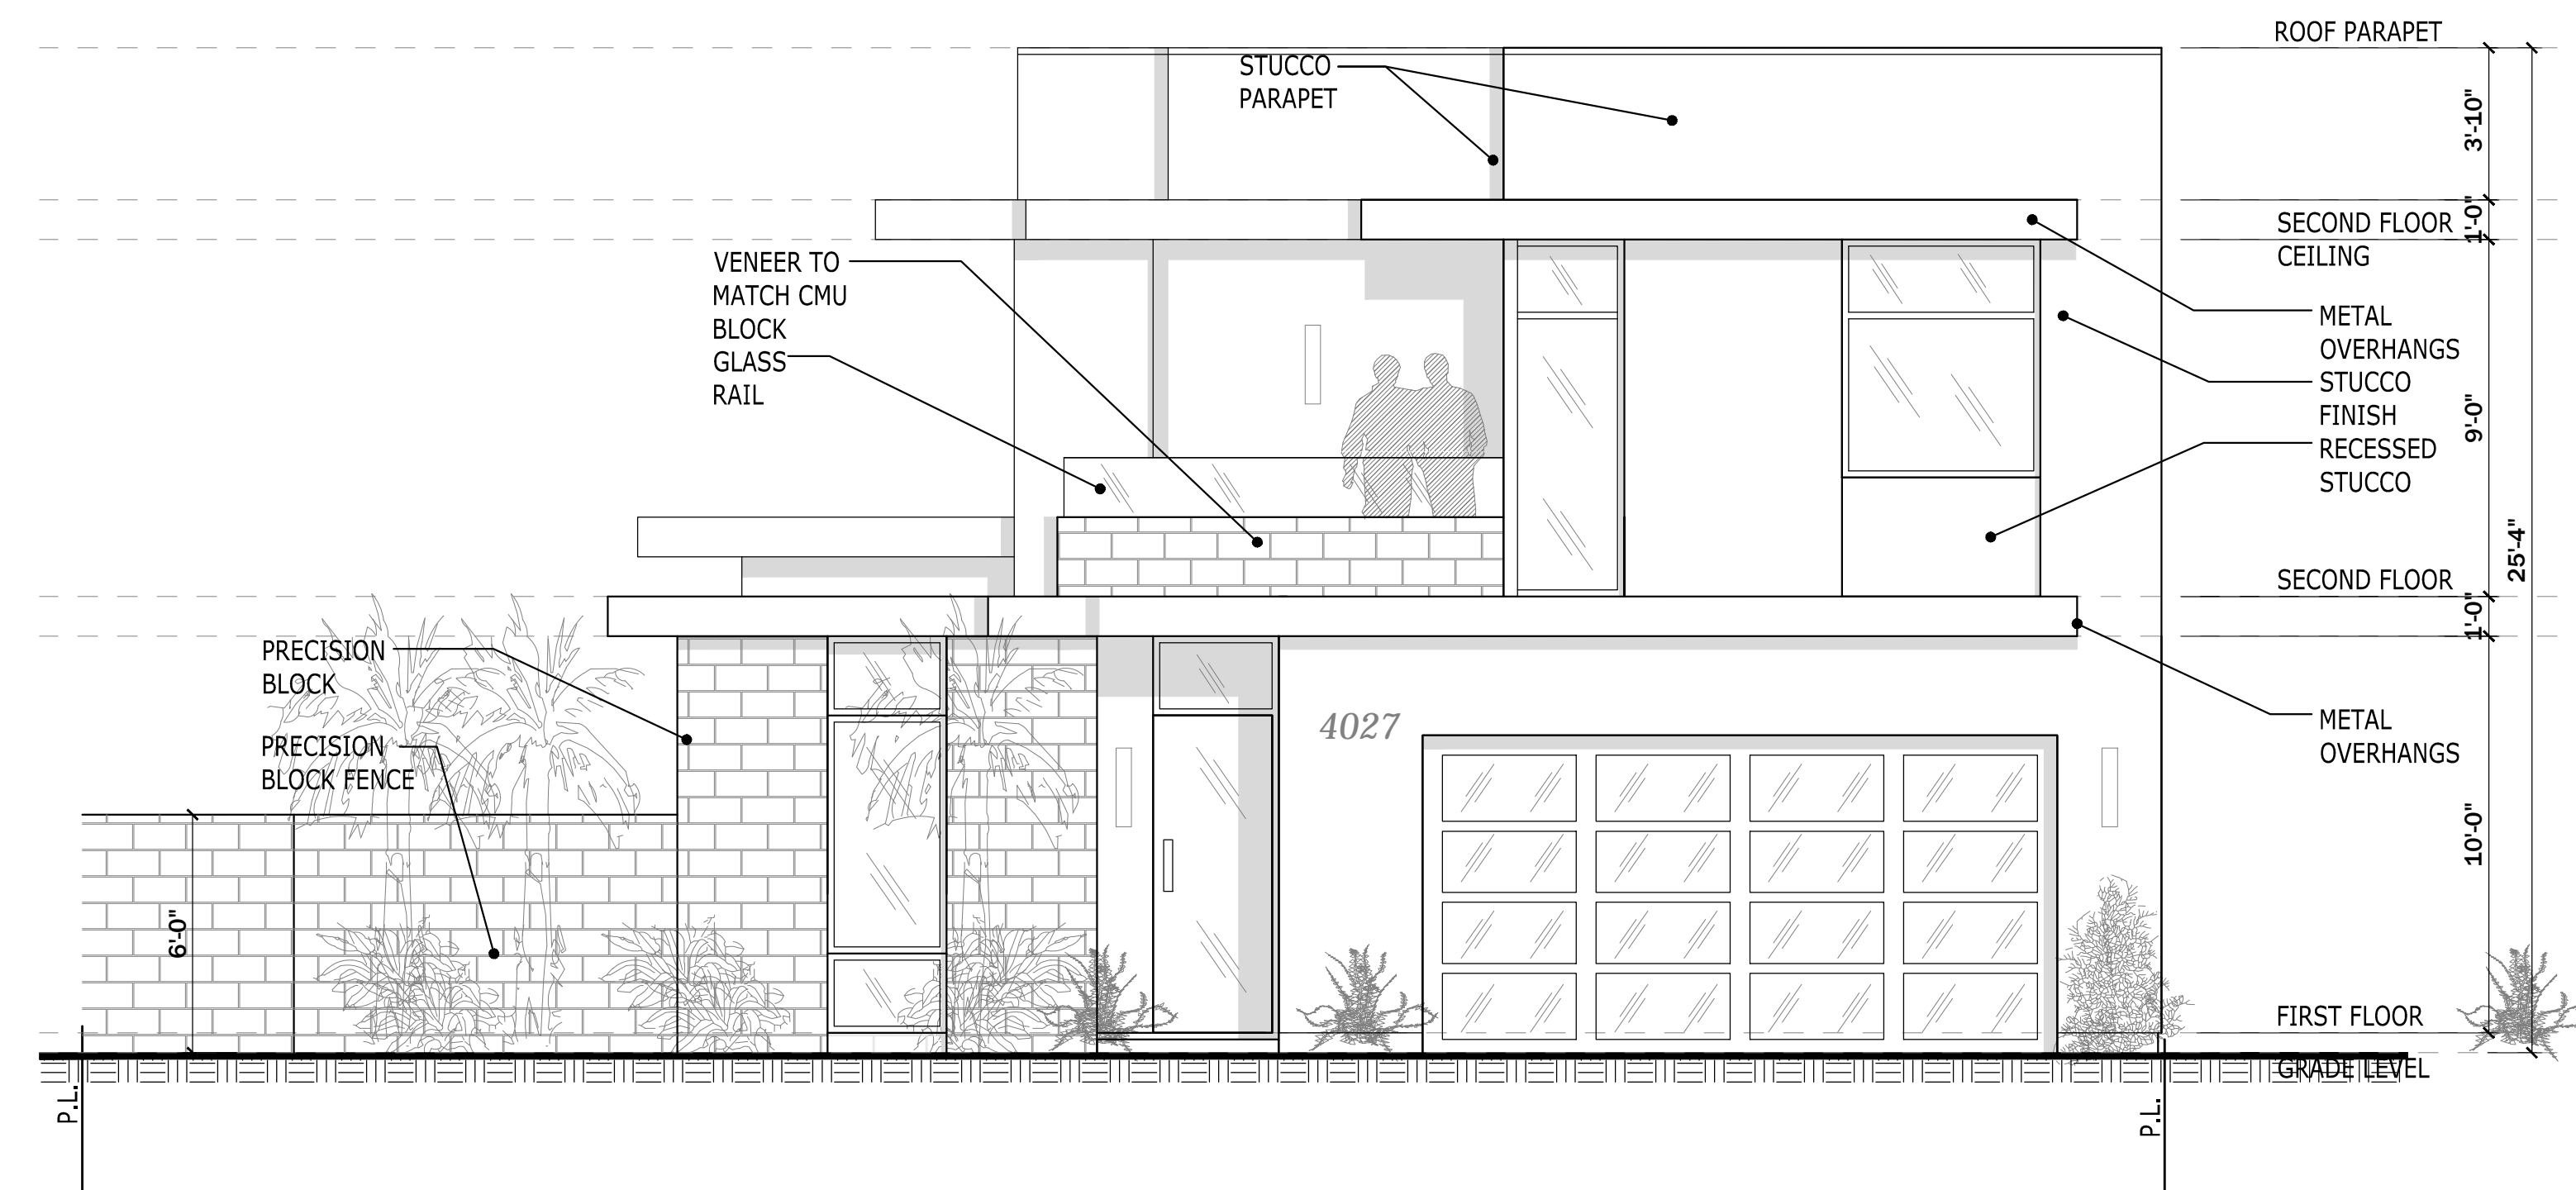 ROOF PARAPET
STUCCO
PARAPET
3'-10"
1'-0"
SECOND FLOOR
CEILING
VENEER TO
MATCH CMU
BLOCK
GLASS
RAIL
METAL
OVERHANGS
STUCCO
FINISH
RECESSED
STUCCO
9'-0"
25'-4"
SECOND FLOOR
1'-0"
PRECISION
BLOCK
PRECISION
BLOCK FENCE
4027
METAL
OVERHANGS
10'-0"
6'-0"
FIRST FLOOR
GRADE LEVEL
P.L.
P.L.